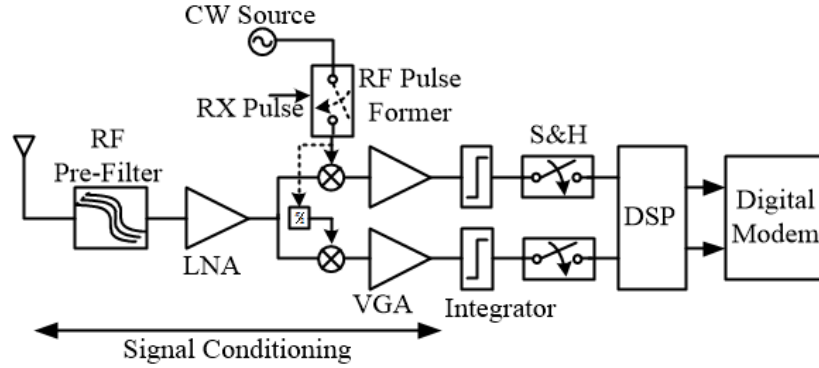 CW Source
RX Pulse
RF Pulse
Former
RF
Pre-Filter
S&H
LNA
VGA
Integrator
DSP
Digital
Modem
Signal Conditioning